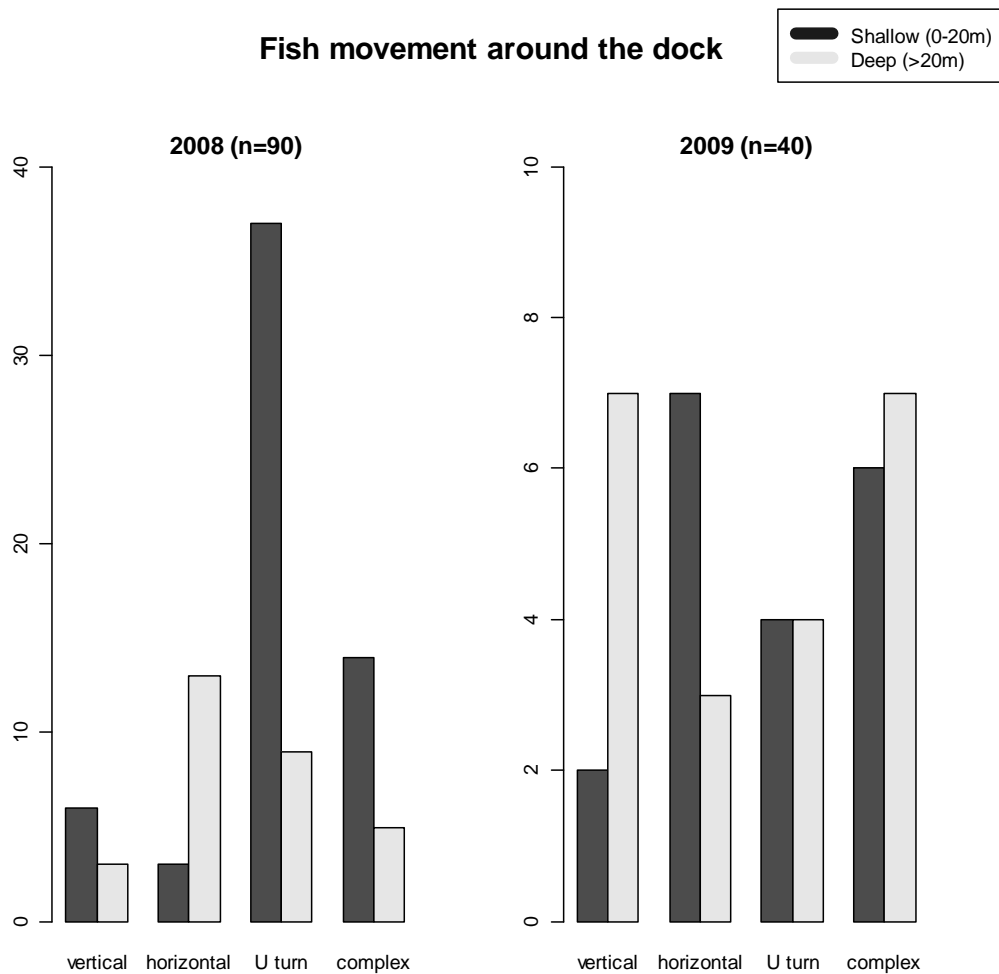 Fish movement around the dock
Shallow (0-20m)
Deep (>20m)
2008 (n=90)
40
30
20
10
0
vertical horizontal U turn complex
2009 (n=40)
10
8
6
4
2
0
vertical horizontal U turn complex